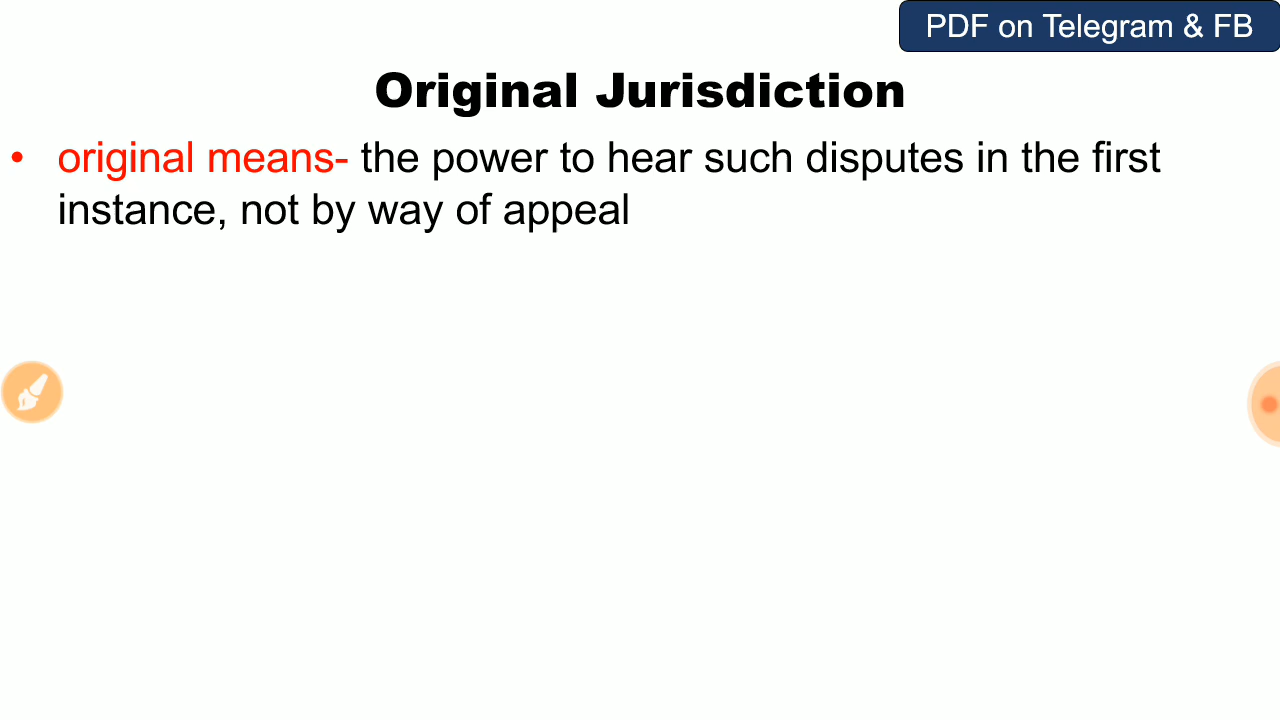 PDF on Telegram & FB
Original Jurisdiction
• original means- the power to hear such disputes in the first
instance, not by way of appeal